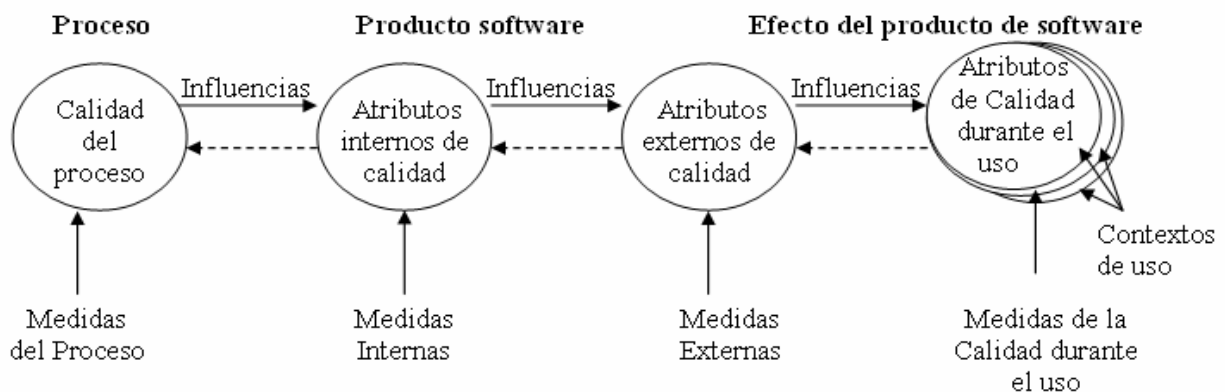 Proceso
Producto software
Efecto del producto de software
Calidad
del
proceso
Influencias
Atributos
internos de
calidad
Influencias
Atributos
externos de
calidad
Influencias
Atributos
de Calidad
durante el
uso
Contextos
de uso
Medidas
del Proceso
Medidas
Internas
Medidas
Externas
Medidas de la
Calidad durante
el uso